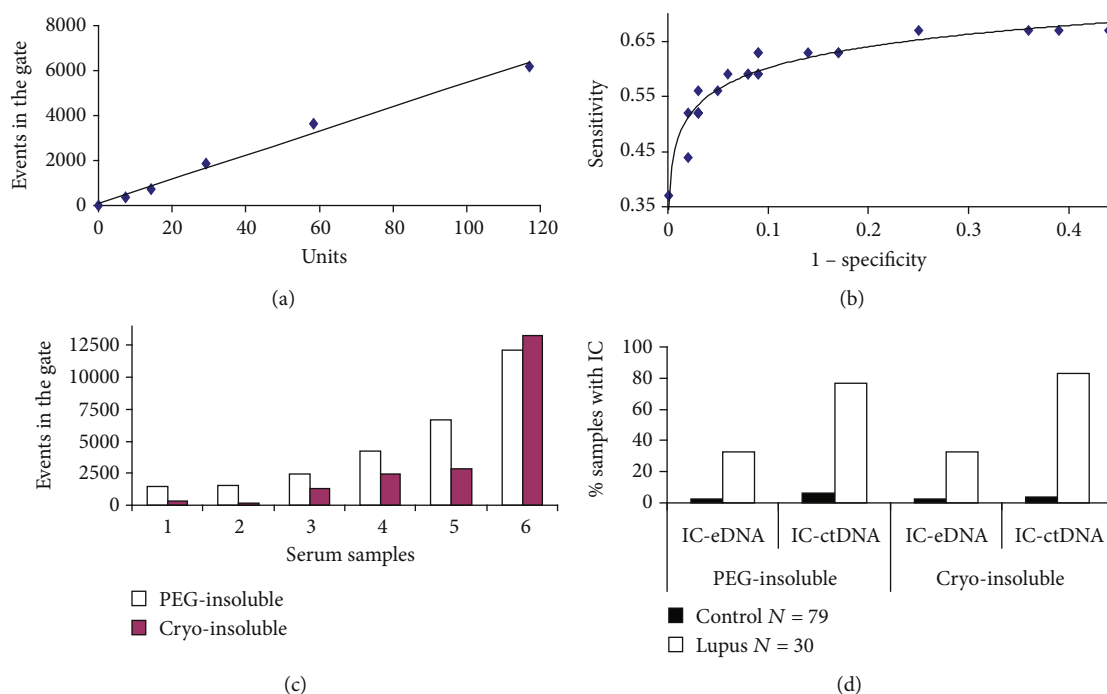 8000
6000
4000
2000
0
Events in the gate
0 20 40 60 80 100 120
Units
(a)
0.65
0.55
0.45
0.35
Sensitivity
0 0.1 0.2 0.3 0.4
1 – specificity
(b)
12500
10000
7500
5000
2500
0
Events in the gate
1 2 3 4 5 6
Serum samples
PEG-insoluble
Cryo-insoluble
(c)
100
80
60
40
20
0
% samples with IC
IC-eDNA IC-ctDNA IC-eDNA IC-ctDNA
PEG-insoluble Cryo-insoluble
Control N = 79
Lupus N = 30
(d)